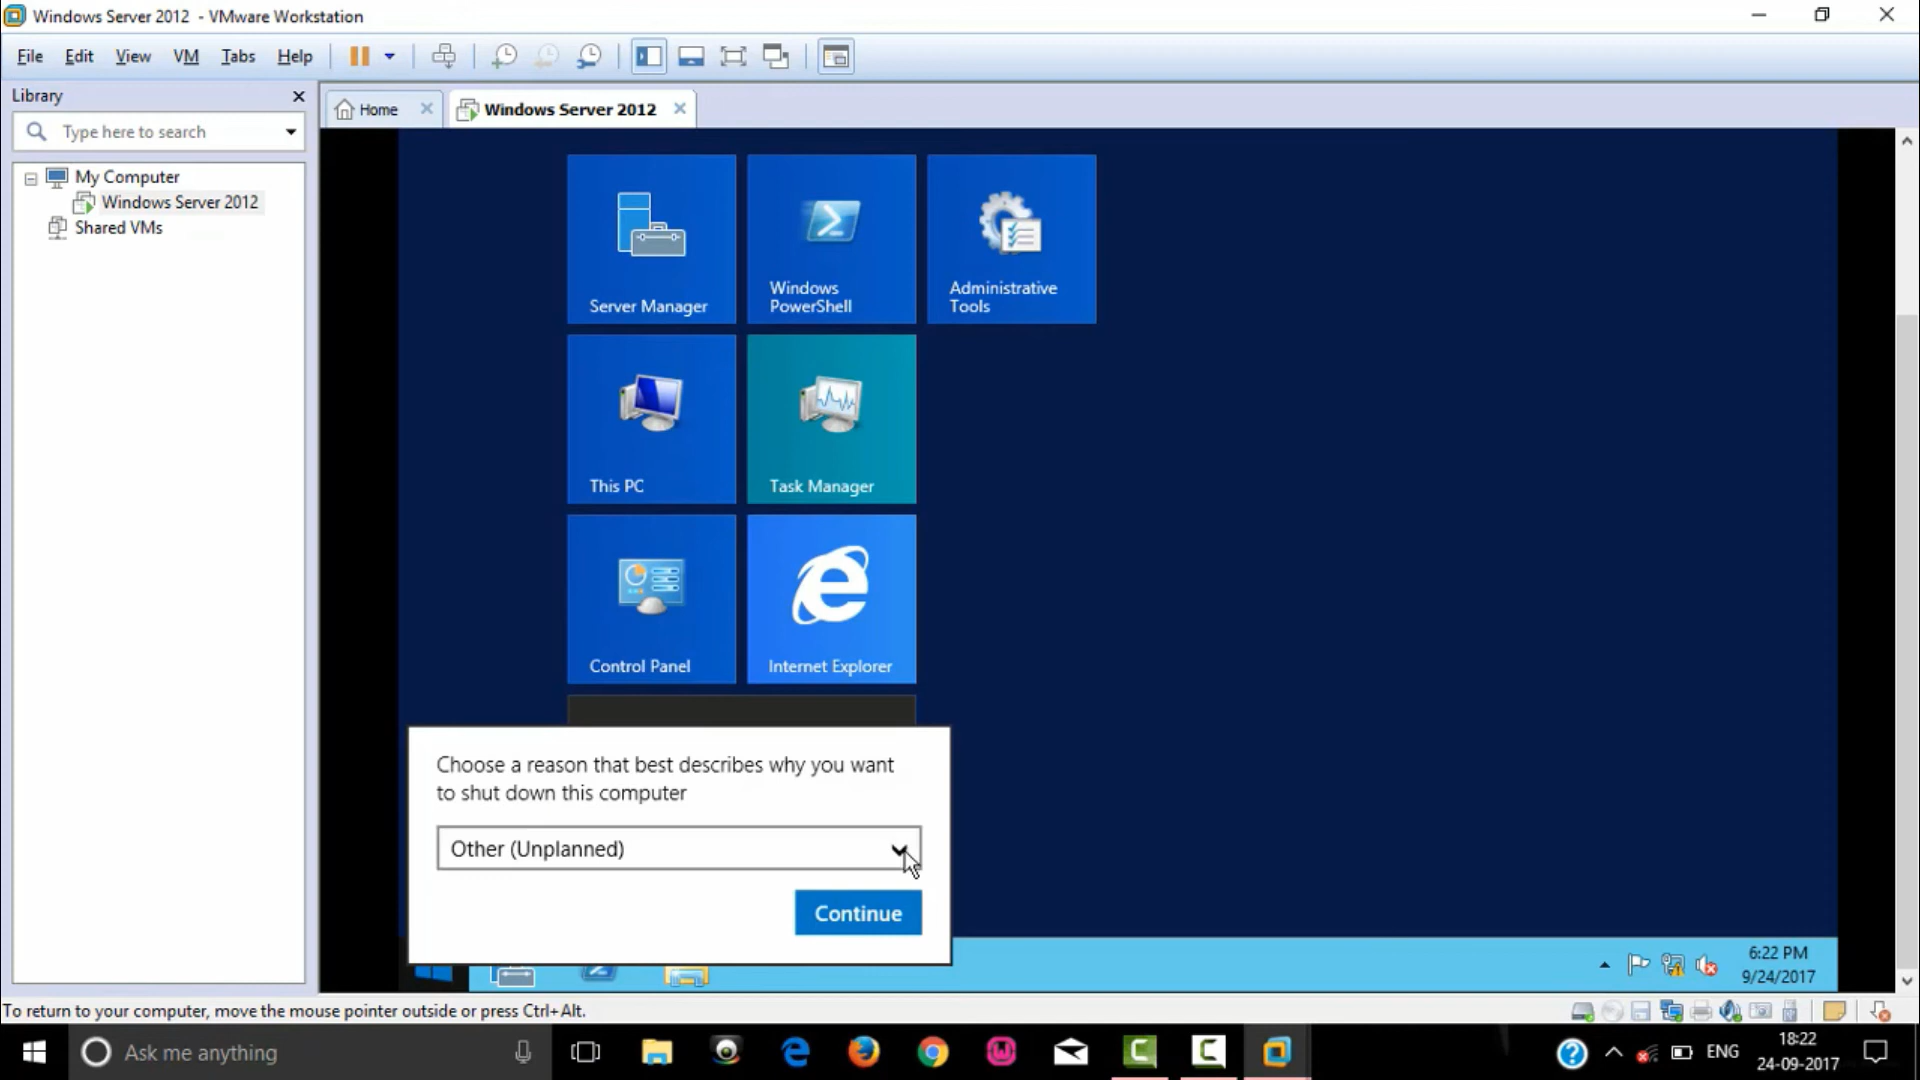 Windows Server 2012 - VMware Workstation
File Edit View VM Tabs Help
Library
Home
Windows Server 2012
Type here to search
My Computer
Windows Server 2012
Shared VMs
Server Manager
Windows
PowerShell
Administrative
Tools
This PC
Task Manager
Control Panel
Internet Explorer
Choose a reason that best describes why you want
to shut down this computer
Other (Unplanned)
Continue
6:22 PM
9/24/2017
To return to your computer, move the mouse pointer outside or press Ctrl+Alt.
Ask me anything
ENG
18:22
24-09-2017